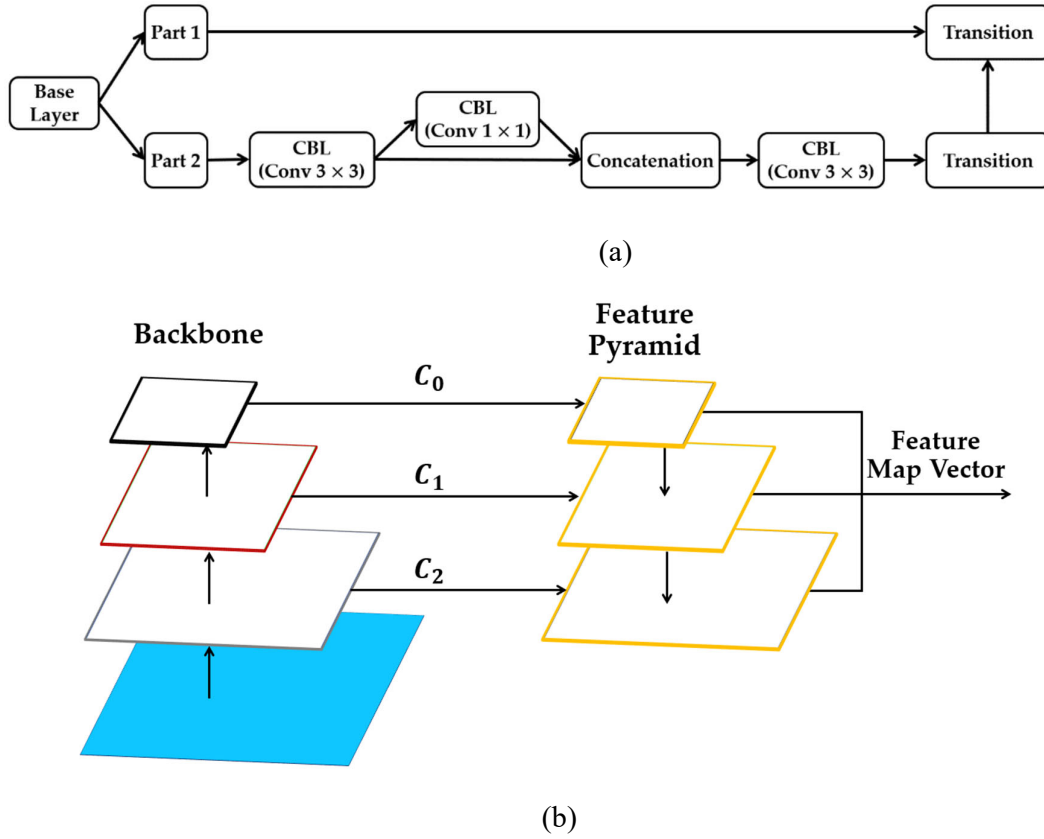 Part 1
Transition
Base
Layer
CBL
(Conv 1 × 1)
Part 2
CBL
(Conv 3 × 3)
Concatenation
CBL
(Conv 3 × 3)
Transition
(a)
Backbone
Feature
Pyramid
C₀
C₁
C₂
Feature
Map Vector
(b)